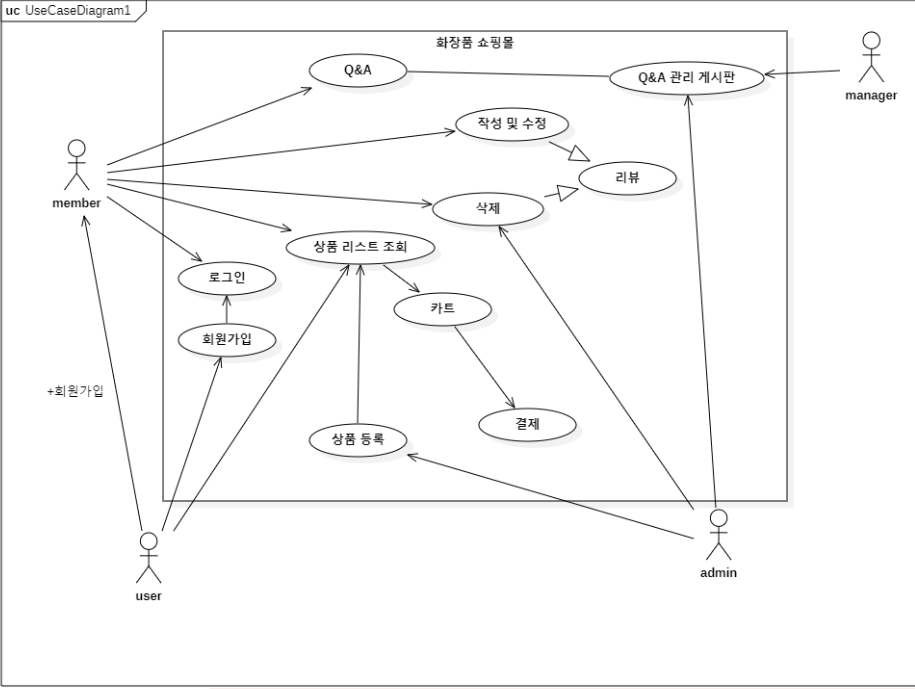 uc UseCaseDiagram1
화장품 쇼핑몰
Q&A
Q&A 관리 게시판
manager
작성 및 수정
리뷰
member
삭제
상품 리스트 조회
로그인
카트
회원가입
+회원가입
결제
상품 등록
admin
user